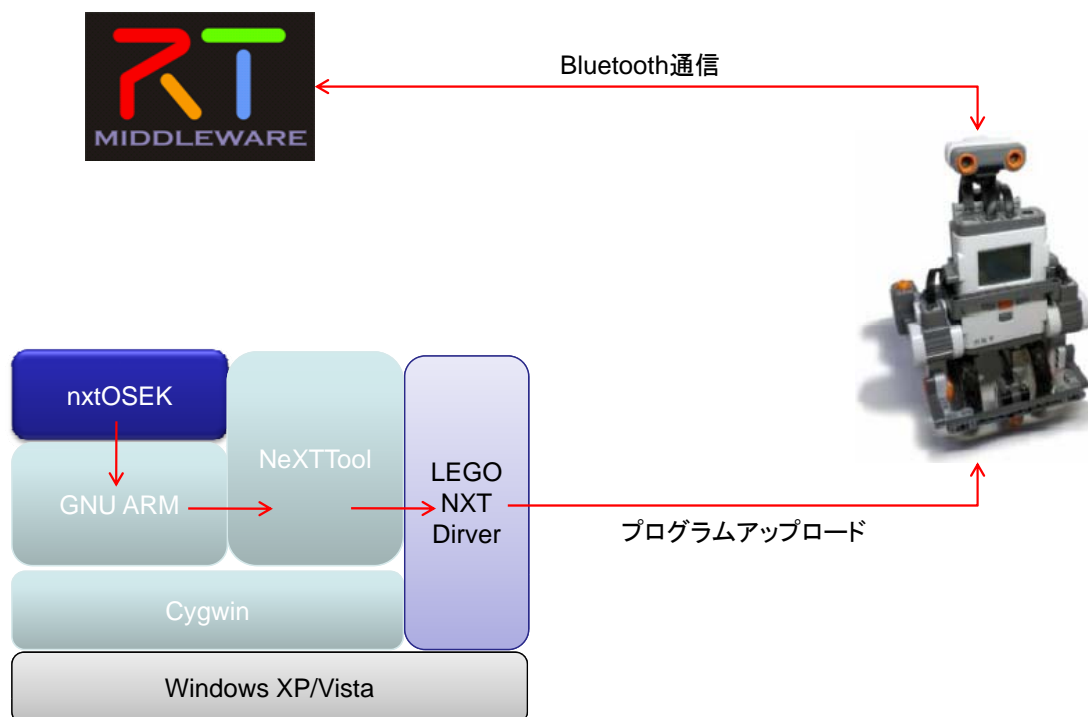 RT
MIDDLEWARE
Bluetooth通信
nxtOSEK
NeXTTool
GNU ARM
LEGO
NXT
Dirver
プログラムアップロード
Cygwin
Windows XP/Vista